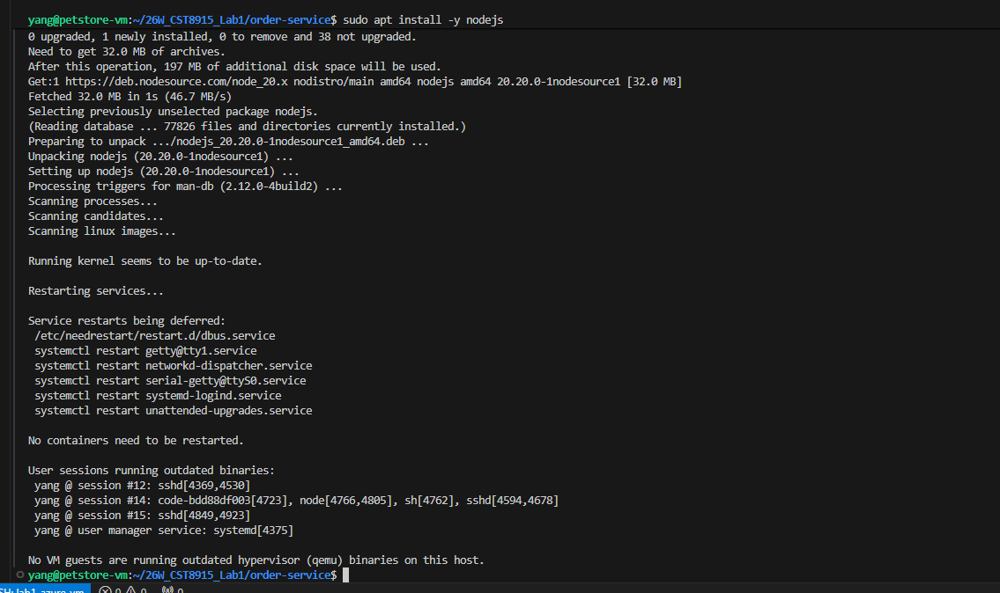 yang@petstore-vm:~/26W_CST8915_Lab1/order-service$ sudo apt install -y nodejs
0 upgraded, 1 newly installed, 0 to remove and 38 not upgraded.
Need to get 32.0 MB of archives.
After this operation, 197 MB of additional disk space will be used.
Get:1 https://deb.nodesource.com/node_20.x nodistro/main amd64 nodejs amd64 20.20.0-1nodesource1 [32.0 MB]
Fetched 32.0 MB in 1s (46.7 MB/s)
Selecting previously unselected package nodejs.
(Reading database ... 77826 files and directories currently installed.)
Preparing to unpack .../nodejs_20.20.0-1nodesource1_amd64.deb ...
Unpacking nodejs (20.20.0-1nodesource1) ...
Setting up nodejs (20.20.0-1nodesource1) ...
Processing triggers for man-db (2.12.0-4build2) ...
Scanning processes...
Scanning candidates...
Scanning linux images...

Running kernel seems to be up-to-date.

Restarting services...

Service restarts being deferred:
 /etc/needrestart/restart.d/dbus.service
 systemctl restart getty@tty1.service
 systemctl restart networkd-dispatcher.service
 systemctl restart serial-getty@ttyS0.service
 systemctl restart systemd-logind.service
 systemctl restart unattended-upgrades.service

No containers need to be restarted.

User sessions running outdated binaries:
 yang @ session #12: sshd[4369,4530]
 yang @ session #14: code-bdd88df003[4723], node[4766,4805], sh[4762], sshd[4594,4678]
 yang @ session #15: sshd[4849,4923]
 yang @ user manager service: systemd[4375]

No VM guests are running outdated hypervisor (qemu) binaries on this host.
yang@petstore-vm:~/26W_CST8915_Lab1/order-service$
SH: lab1-azure-vm 0 0 0